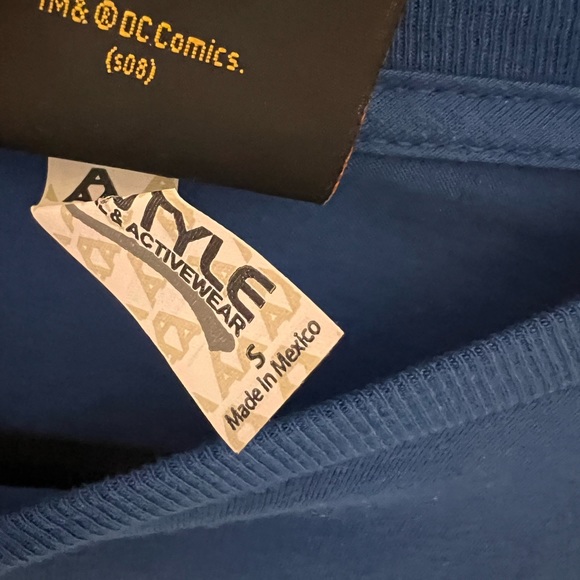 TM & ® DC Comics.
(s08)
STYLE
& ACTIVEWEAR
S
Made in Mexico